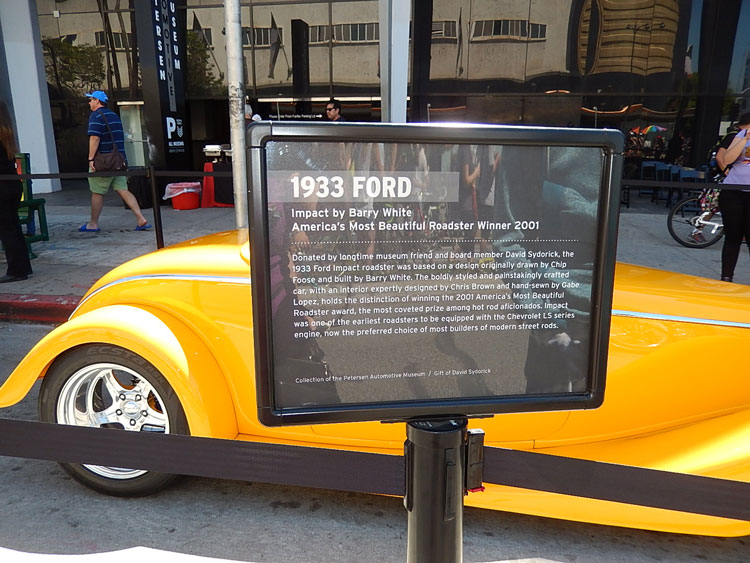 PETERSEN
AUTOMOTIVE
MUSEUM
P
1933 FORD
Impact by Barry White
America's Most Beautiful Roadster Winner 2001
Donated by longtime museum friend and board member David Sydorick, the
1933 Ford Impact roadster was based on a design originally drawn by Chip
Foose and built by Barry White. The boldly styled and painstakingly crafted
car, with an interior expertly designed by Chris Brown and hand-sewn by Gabe
Lopez, holds the distinction of winning the 2001 America's Most Beautiful
Roadster award, the most coveted prize among hot rod aficionados. Impact
was one of the earliest roadsters to be equipped with the Chevrolet LS series
engine, now the preferred choice of most builders of modern street rods.
Collection of the Petersen Automotive Museum / Gift of David Sydorick